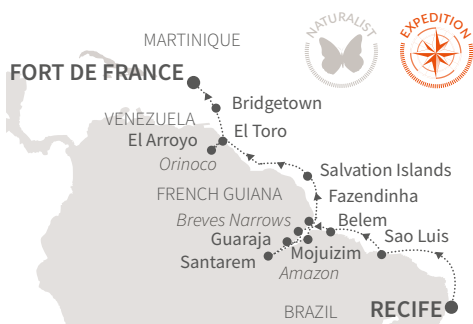 NATURALIST
EXPEDITION
MARTINIQUE
FORT DE FRANCE
Bridgetown
VENEZUELA
El Toro
El Arroyo
Orinoco
Salvation Islands
FRENCH GUIANA
Fazendinha
Breves Narrows
Belem
Guaraja
Sao Luis
Mojuizim
Santarem
Amazon
BRAZIL
RECIFE